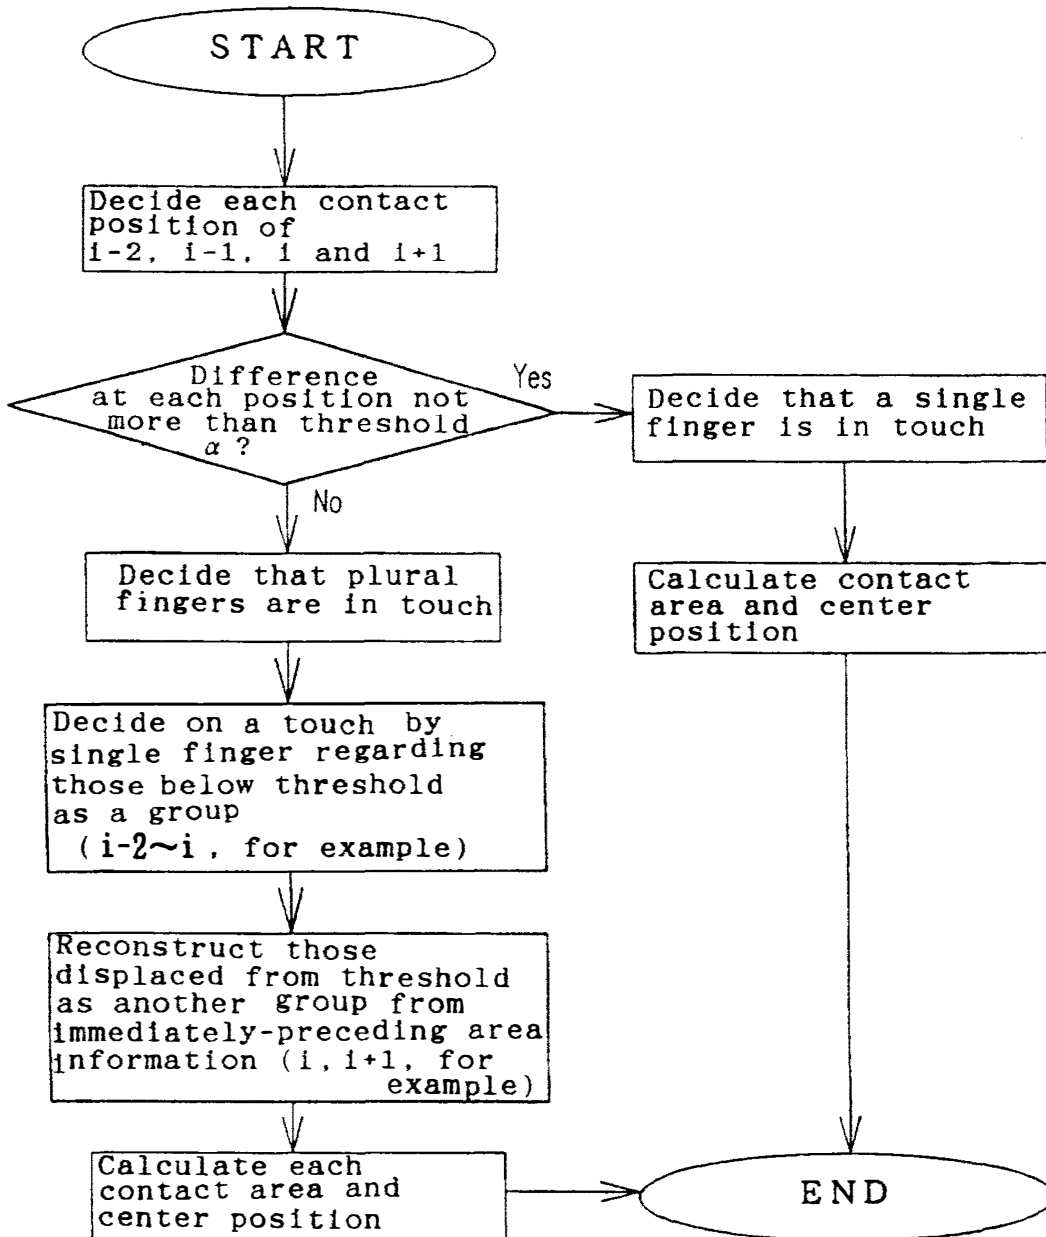 START
Decide each contact
position of
i-2, i-1, i and i+1
Difference
at each position not
more than threshold
α ?
Yes
No
Decide that a single
finger is in touch
Calculate contact
area and center
position
Decide that plural
fingers are in touch
Decide on a touch by
single finger regarding
those below threshold
as a group
(i-2~i, for example)
Reconstruct those
displaced from threshold
as another group from
immediately-preceding area
information (i, i+1, for
example)
Calculate each
contact area and
center position
END